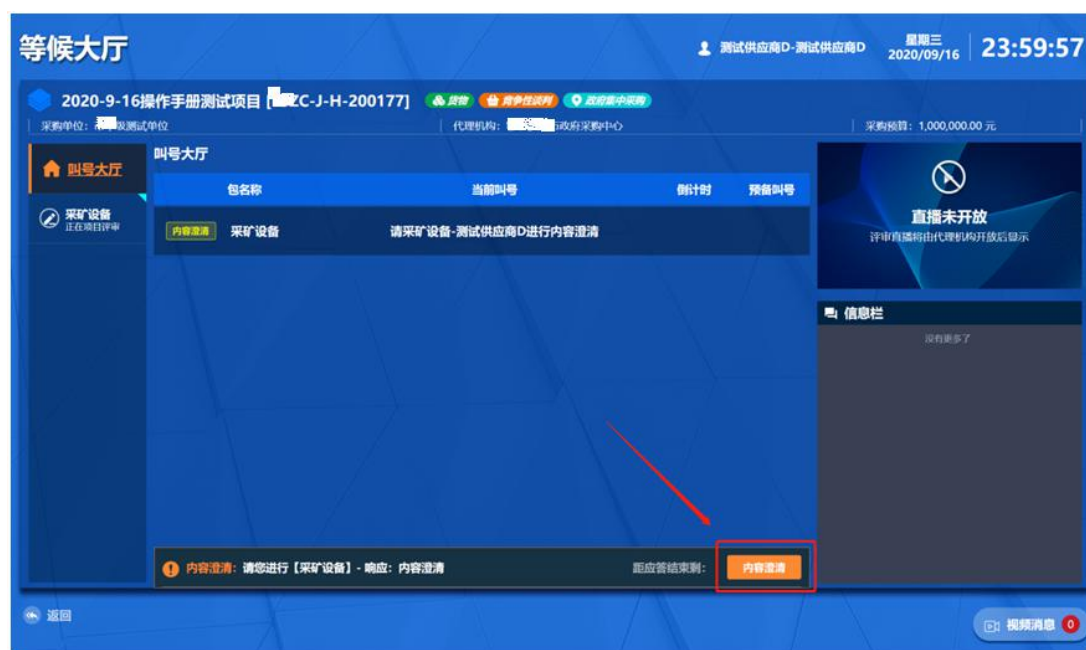 等候大厅
测试供应商D-测试供应商D
星期三
2020/09/16
23:59:57
2020-9-16操作手册测试项目 [ ZC-J-H-200177]
货物
竞争性谈判
政府集中采购
采购单位： 级测试单位
代理机构： 政府采购中心
采购预算：1,000,000.00 元
叫号大厅
采矿设备
正在项目评审
叫号大厅
包名称 当前叫号 倒计时 预备叫号
内容澄清 采矿设备 请采矿设备-测试供应商D进行内容澄清
直播未开放
评审直播将由代理机构开放后显示
信息栏
没有更多了
内容澄清：请您进行【采矿设备】- 响应：内容澄清
距应答结束剩：
内容澄清
返回
视频消息 0